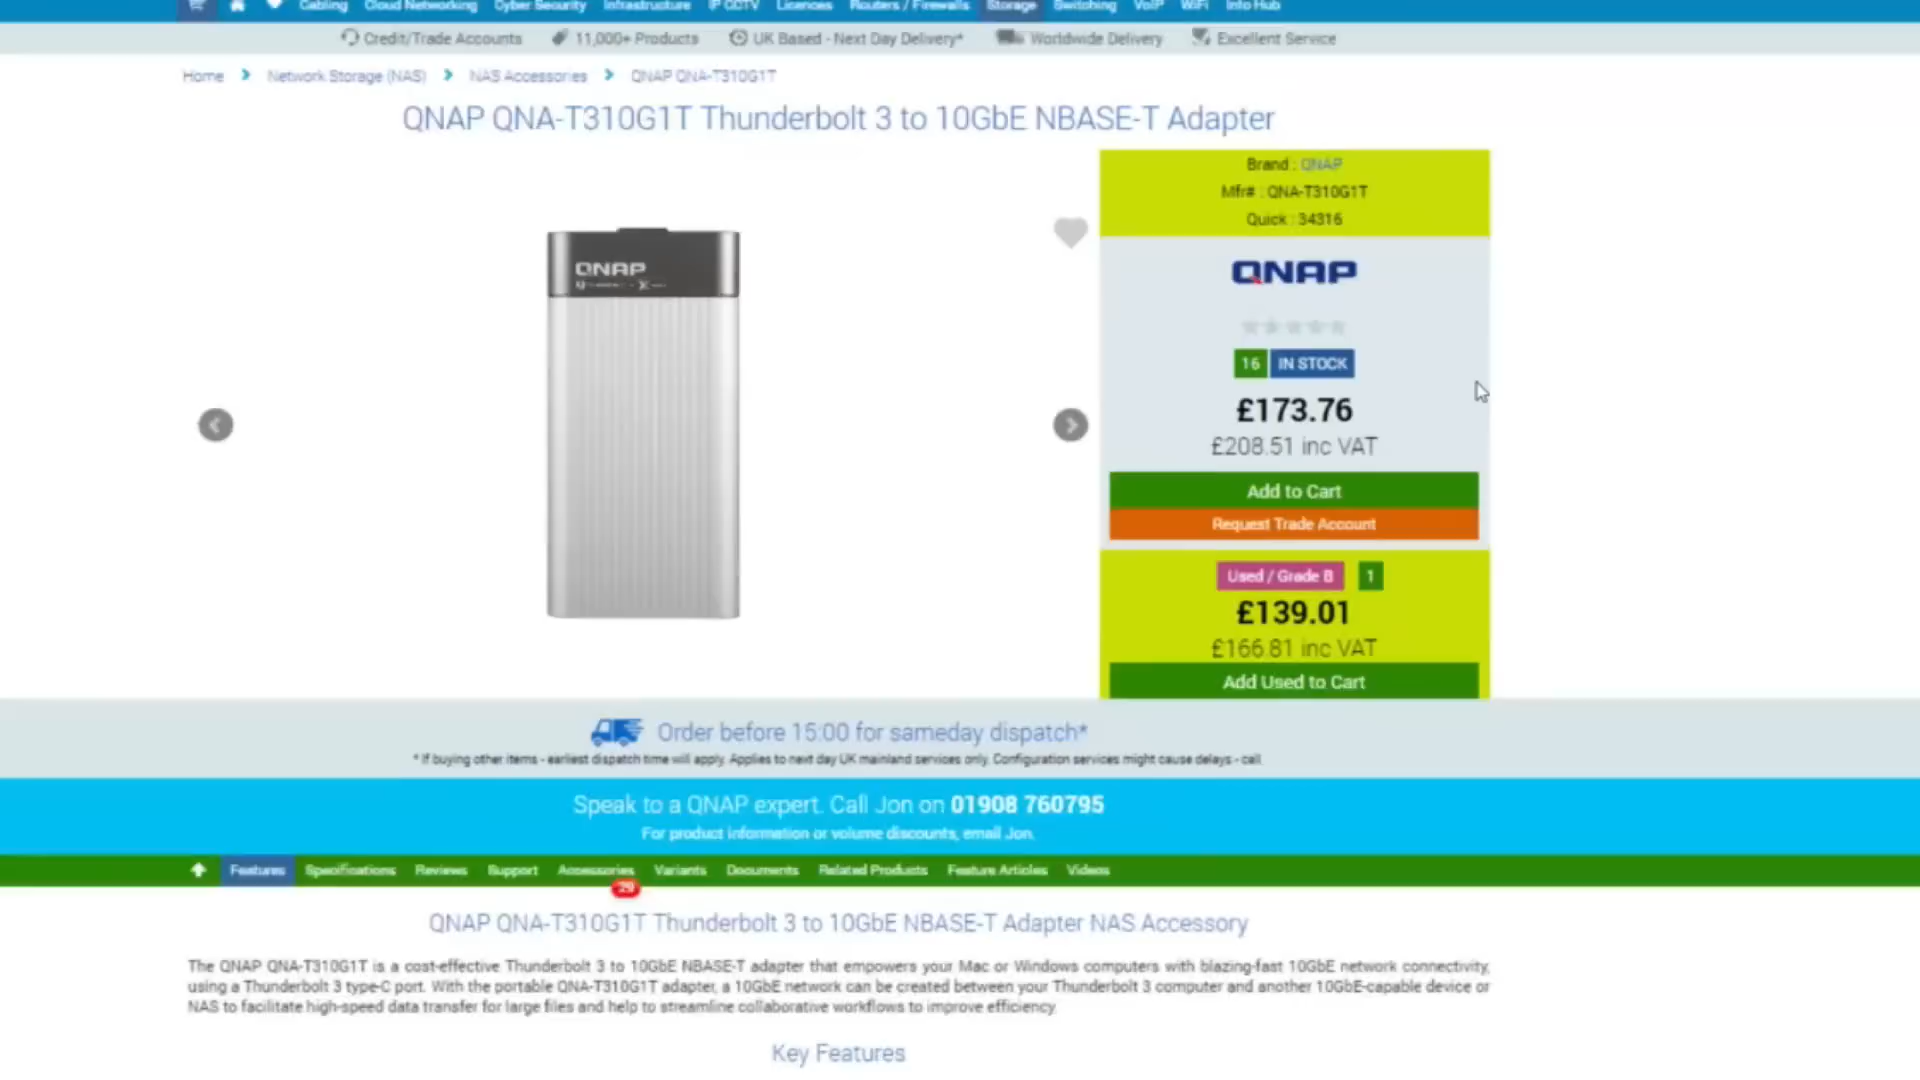 Cabling Cloud Networking Cyber Security Infrastructure IP CCTV Licences Routers / Firewalls Storage Switching VoIP WiFi Info Hub
Credit/Trade Accounts 11,000+ Products UK Based - Next Day Delivery* Worldwide Delivery Excellent Service
Home Network Storage (NAS) NAS Accessories QNAP QNA-T310G1T
QNAP QNA-T310G1T Thunderbolt 3 to 10GbE NBASE-T Adapter
Brand : QNAP
Mfr# : QNA-T310G1T
Quick : 34316
QNAP
QNAP
16 IN STOCK
£173.76
£208.51 inc VAT
Add to Cart
Request Trade Account
Used / Grade B 1
£139.01
£166.81 inc VAT
Add Used to Cart
Order before 15:00 for sameday dispatch*
* If buying other items - earliest dispatch time will apply. Applies to next day UK mainland services only. Configuration services might cause delays - call
Speak to a QNAP expert. Call Jon on 01908 760795
For product information or volume discounts, email Jon.
Features Specifications Reviews Support Accessories Variants Documents Related Products Feature Articles Videos
29
QNAP QNA-T310G1T Thunderbolt 3 to 10GbE NBASE-T Adapter NAS Accessory
The QNAP QNA-T310G1T is a cost-effective Thunderbolt 3 to 10GbE NBASE-T adapter that empowers your Mac or Windows computers with blazing-fast 10GbE network connectivity,
using a Thunderbolt 3 type-C port. With the portable QNA-T310G1T adapter, a 10GbE network can be created between your Thunderbolt 3 computer and another 10GbE-capable device or
NAS to facilitate high-speed data transfer for large files and help to streamline collaborative workflows to improve efficiency.
Key Features